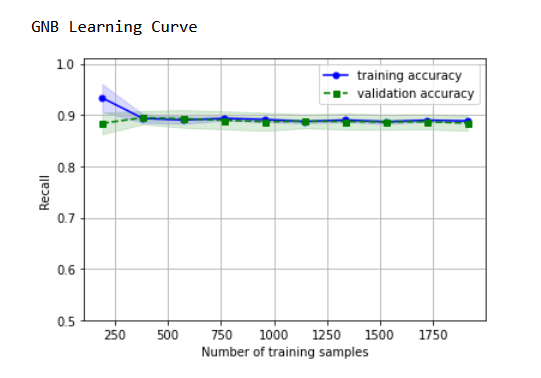 GNB Learning Curve
1.0
0.9
0.8
0.7
0.6
0.5
Recall
training accuracy
validation accuracy
250 500 750 1000 1250 1500 1750
Number of training samples